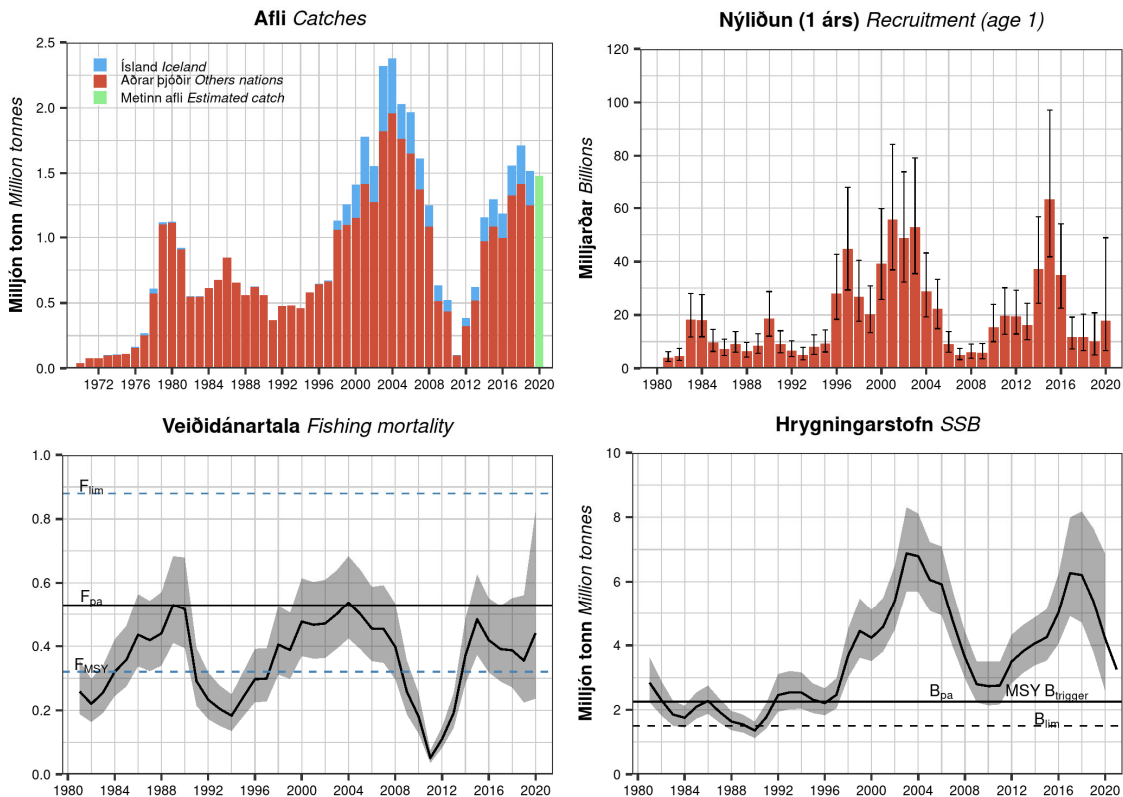 Afli Catches
Milljón tonn Million tonnes
2.5
2.0
1.5
1.0
0.5
0.0
Ísland Iceland
Aðrar þjóðir Others nations
Metinn afli Estimated catch
1972 1976 1980 1984 1988 1992 1996 2000 2004 2008 2012 2016 2020
Nýliðun (1 árs) Recruitment (age 1)
Milljarðar Billions
120
100
80
60
40
20
0
1980 1984 1988 1992 1996 2000 2004 2008 2012 2016 2020
Veiðidánartala Fishing mortality
1.0
0.8
0.6
0.4
0.2
0.0
Flim
Fpa
FMSY
1980 1984 1988 1992 1996 2000 2004 2008 2012 2016 2020
Hrygningarstofn SSB
Milljón tonn Million tonnes
10
8
6
4
2
0
Bpa MSY Btrigger
Blim
1980 1984 1988 1992 1996 2000 2004 2008 2012 2016 2020